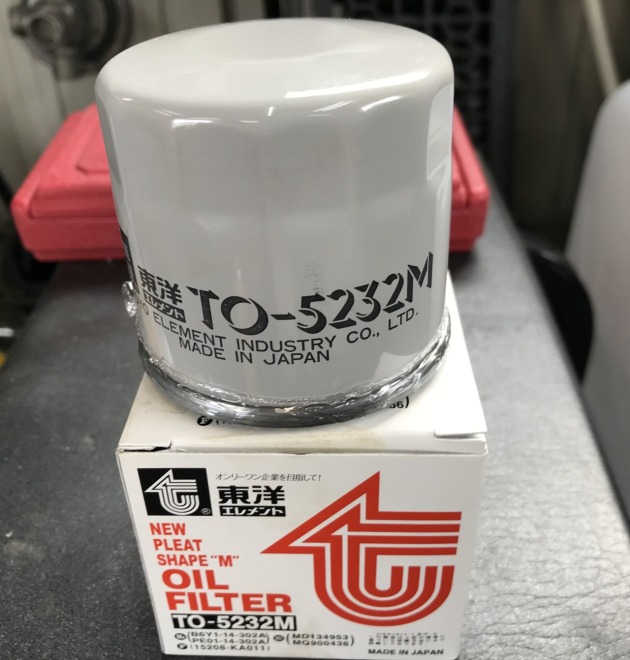 東洋
エレメント
TO-5232M
TO ELEMENT INDUSTRY CO., LTD.
MADE IN JAPAN
オンリーワン企業を目指して!
東洋
エレメント
NEW
PLEAT
SHAPE "M"
OIL
FILTER
TO-5232M
(B6Y1-14-302A)
(MD134953)
(PE01-14-302A)
(MQ900436)
F (15208-KA011)
MADE IN JAPAN